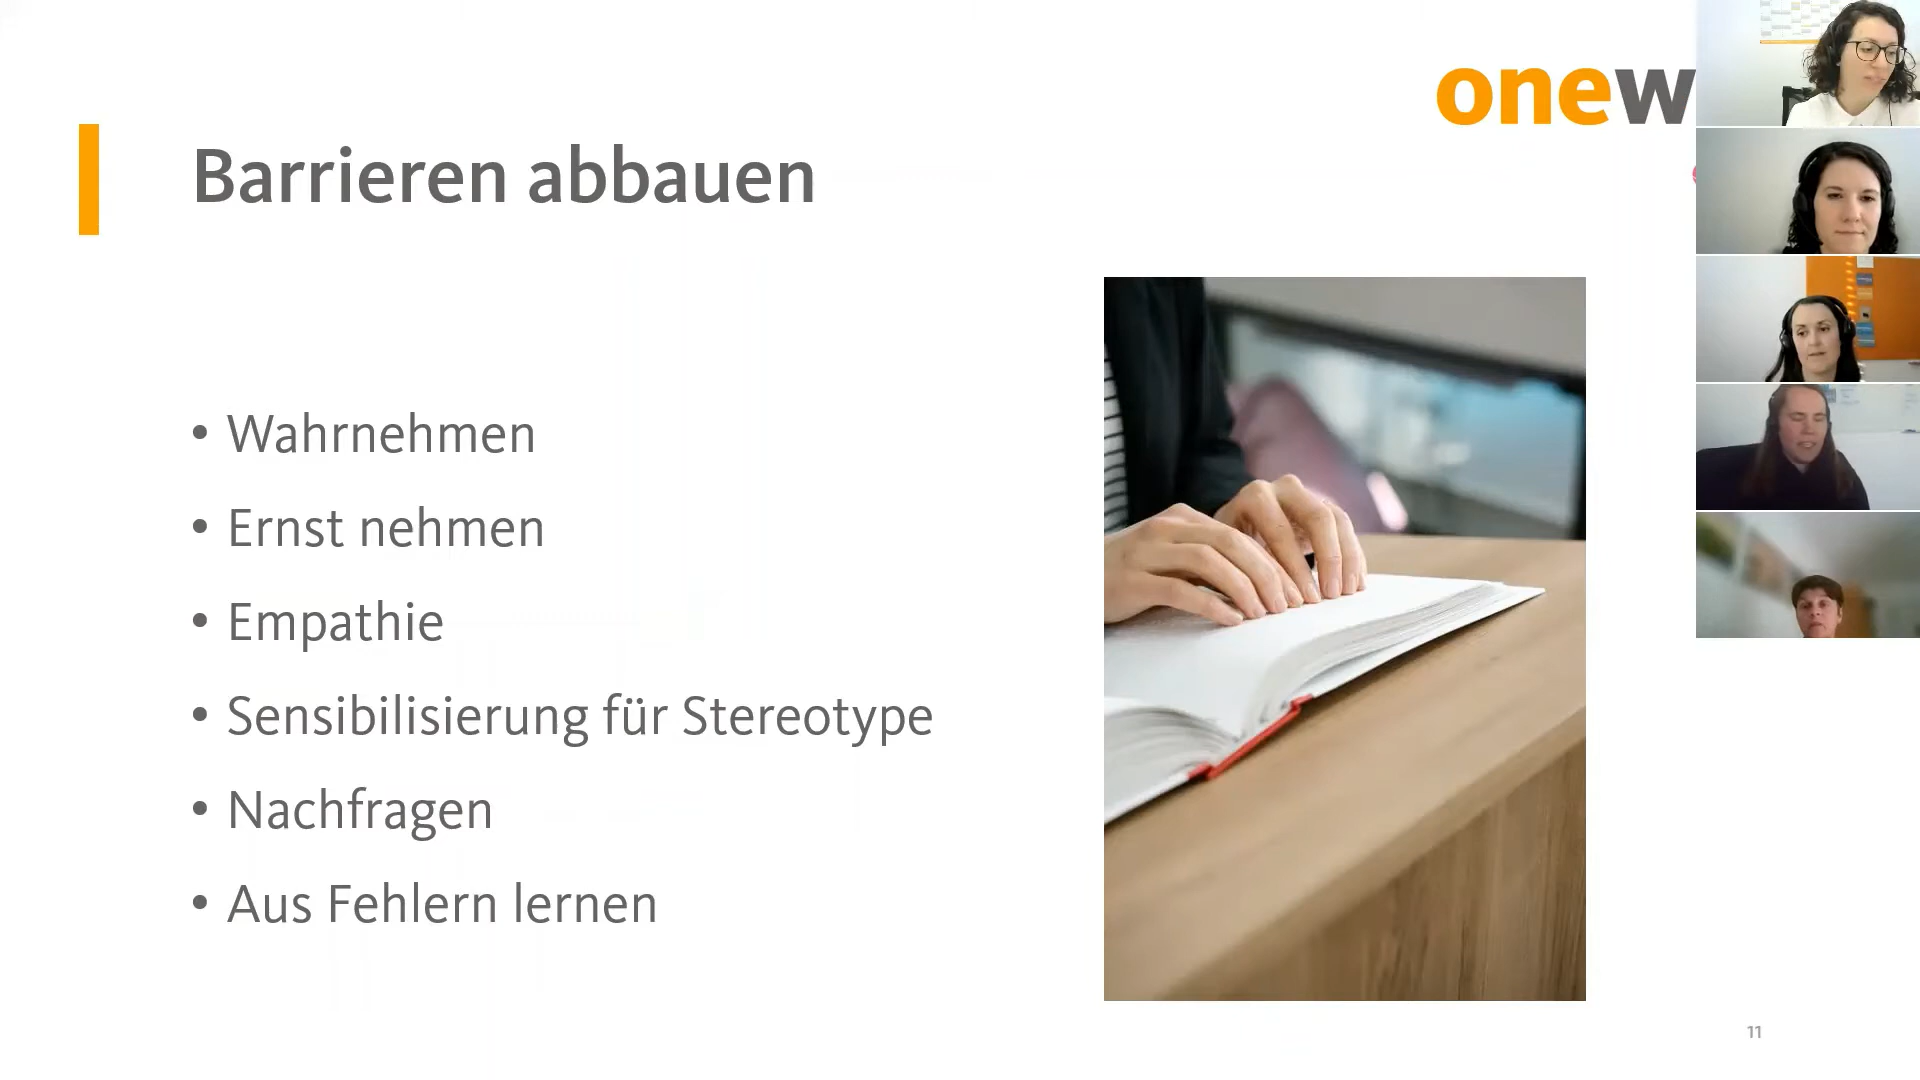 onew
Barrieren abbauen
• Wahrnehmen
• Ernst nehmen
• Empathie
• Sensibilisierung für Stereotype
• Nachfragen
• Aus Fehlern lernen
11